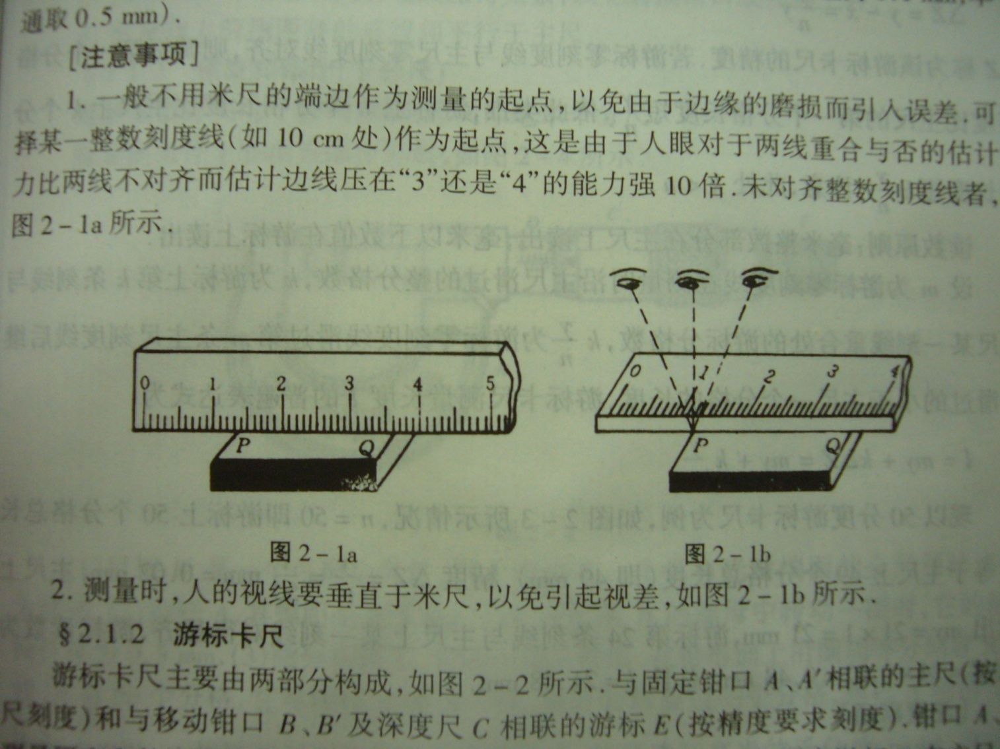 通取 0.5 mm).
[注意事项]
1. 一般不用米尺的端边作为测量的起点,以免由于边缘的磨损而引入误差.可
择某一整数刻度线(如 10 cm 处)作为起点,这是由于人眼对于两线重合与否的估计
力比两线不对齐而估计边线压在“3”还是“4”的能力强 10 倍.未对齐整数刻度线者,
图 2-1a 所示.
0 1 2 3 4 5
P Q
0 1 2 3 4
P Q
图 2-1a
图 2-1b
2. 测量时,人的视线要垂直于米尺,以免引起视差,如图 2-1b 所示.
§2.1.2 游标卡尺
游标卡尺主要由两部分构成,如图 2-2 所示.与固定钳口 A、A′相联的主尺(按
尺刻度)和与移动钳口 B、B′及深度尺 C 相联的游标 E(按精度要求刻度).钳口 A、